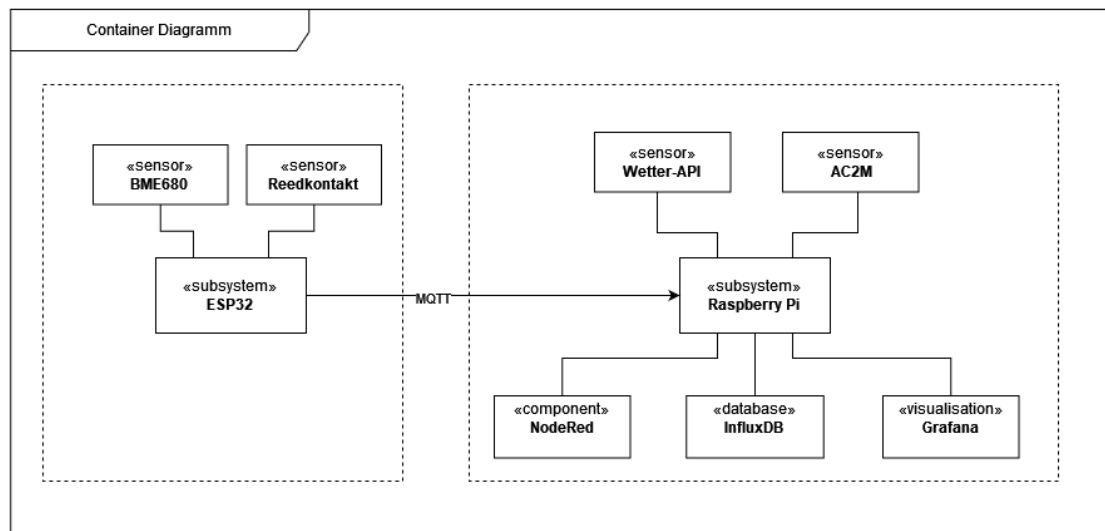 Container Diagramm
«sensor»
BME680
«sensor»
Reedkontakt
«sensor»
Wetter-API
«sensor»
AC2M
«subsystem»
ESP32
MQTT
«subsystem»
Raspberry Pi
«component»
NodeRed
«database»
InfluxDB
«visualisation»
Grafana